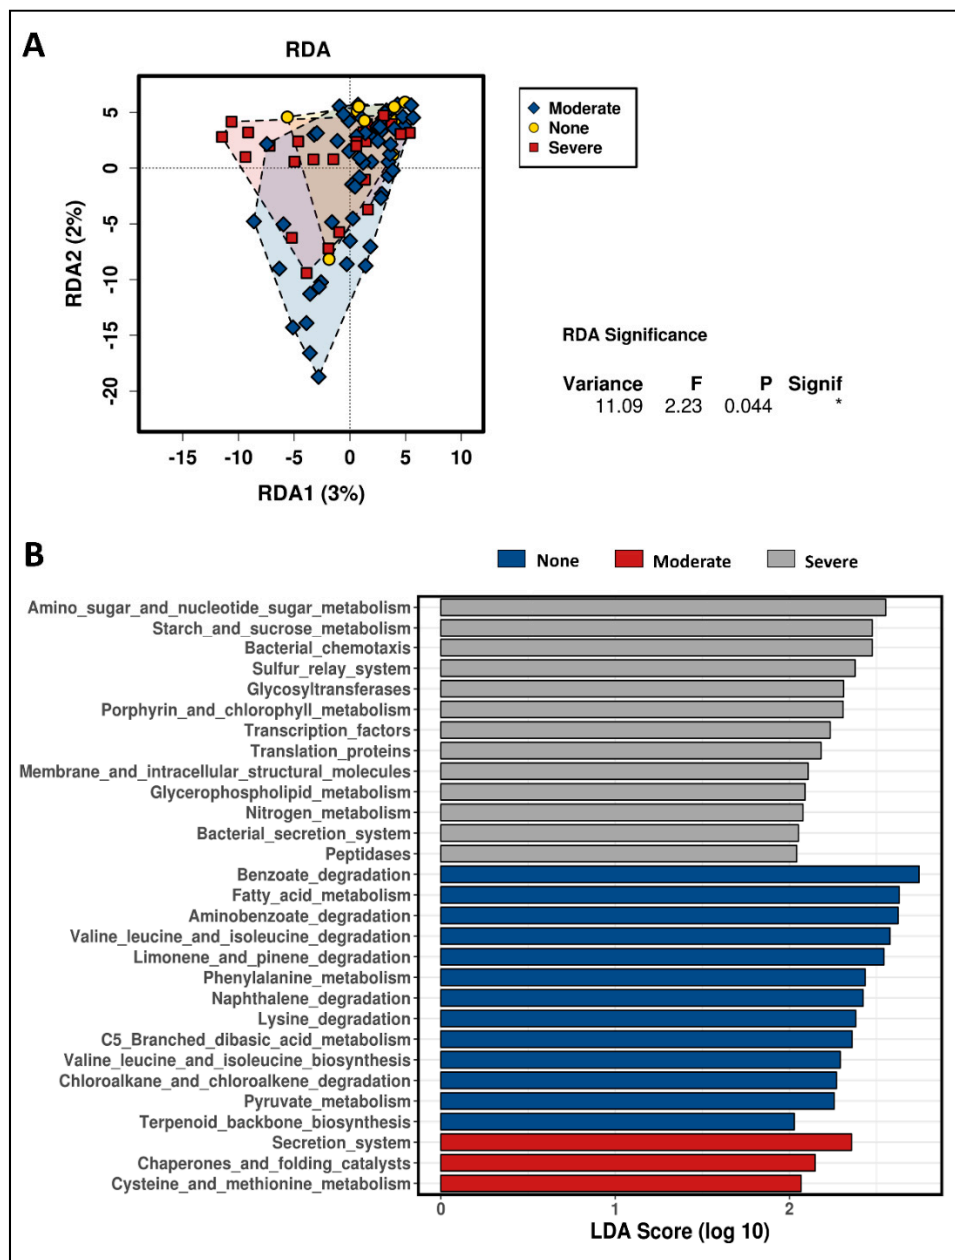 A
RDA
Moderate
None
Severe
5
0
-5
-10
-15
-20
RDA2 (2%)
-15 -10 -5 0 5 10
RDA1 (3%)
RDA Significance
Variance F P Signif
11.09 2.23 0.044 *
B
None Moderate Severe
Amino_sugar_and_nucleotide_sugar_metabolism
Starch_and_sucrose_metabolism
Bacterial_chemotaxis
Sulfur_relay_system
Glycosyltransferases
Porphyrin_and_chlorophyll_metabolism
Transcription_factors
Translation_proteins
Membrane_and_intracellular_structural_molecules
Glycerophospholipid_metabolism
Nitrogen_metabolism
Bacterial_secretion_system
Peptidases
Benzoate_degradation
Fatty_acid_metabolism
Aminobenzoate_degradation
Valine_leucine_and_isoleucine_degradation
Limonene_and_pinene_degradation
Phenylalanine_metabolism
Naphthalene_degradation
Lysine_degradation
C5_Branched_dibasic_acid_metabolism
Valine_leucine_and_isoleucine_biosynthesis
Chloroalkane_and_chloroalkene_degradation
Pyruvate_metabolism
Terpenoid_backbone_biosynthesis
Secretion_system
Chaperones_and_folding_catalysts
Cysteine_and_methionine_metabolism
0 1 2
LDA Score (log 10)